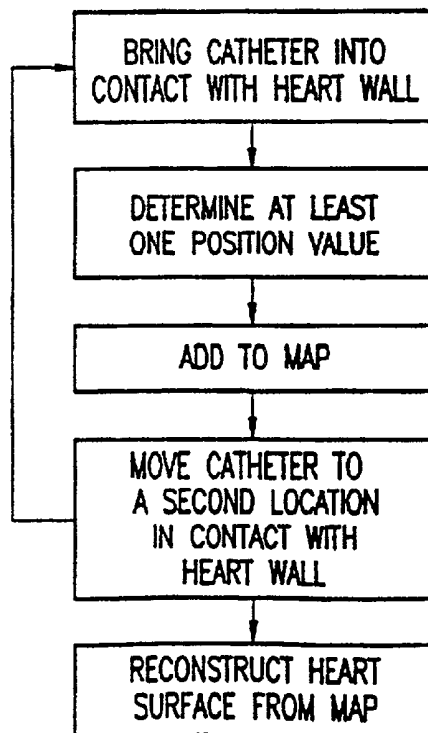 BRING CATHETER INTO
CONTACT WITH HEART WALL
DETERMINE AT LEAST
ONE POSITION VALUE
ADD TO MAP
MOVE CATHETER TO
A SECOND LOCATION
IN CONTACT WITH
HEART WALL
RECONSTRUCT HEART
SURFACE FROM MAP